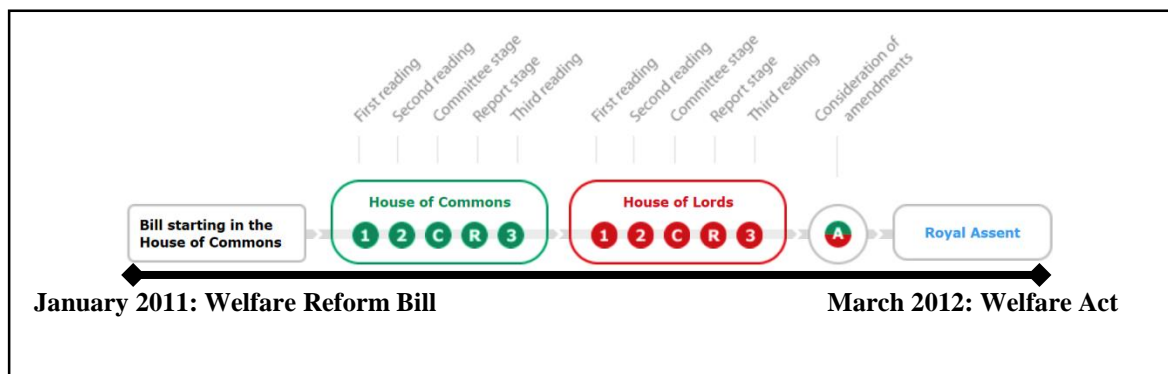 First reading
Second reading
Committee stage
Report stage
Third reading
First reading
Second reading
Committee stage
Report stage
Third reading
Consideration of
amendments
Bill starting in the
House of Commons
House of Commons
1 2 C R 3
House of Lords
1 2 C R 3
A
Royal Assent
January 2011: Welfare Reform Bill
March 2012: Welfare Act